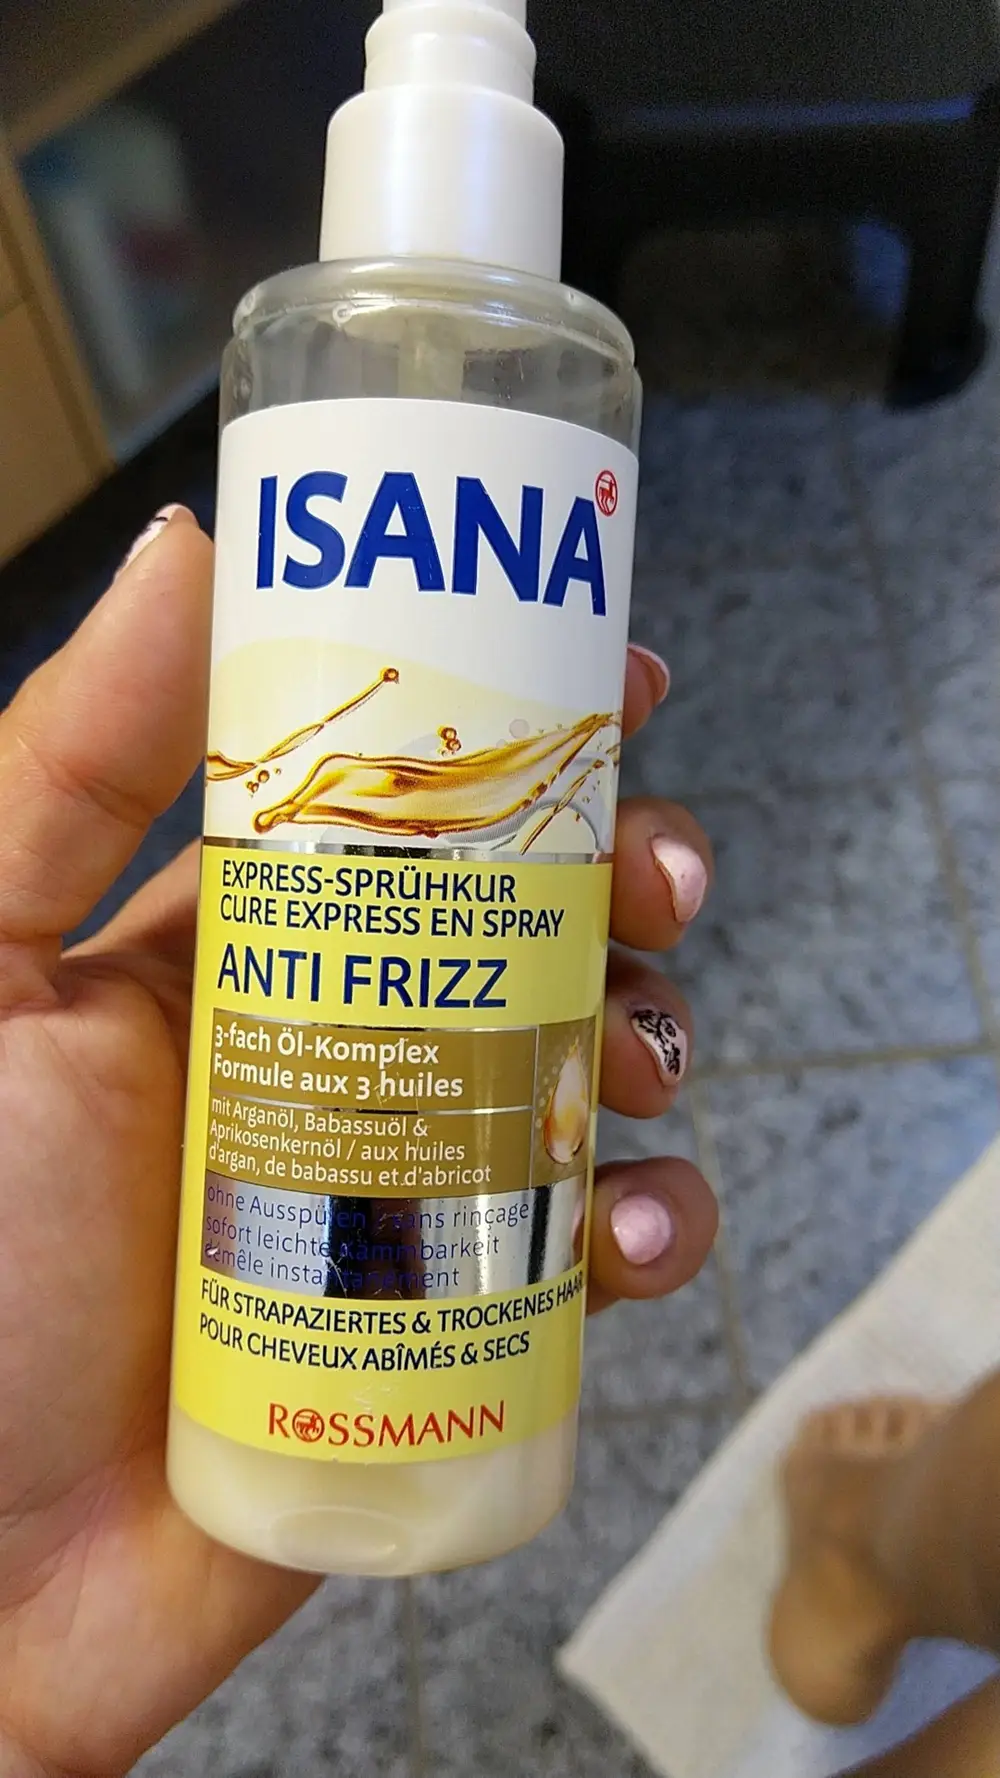 ISANA
EXPRESS-SPRÜHKUR
CURE EXPRESS EN SPRAY
ANTI FRIZZ
3-fach Öl-Komplex
Formule aux 3 huiles
mit Arganöl, Babassuöl &
Aprikosenkernöl / aux huiles
d'argan, de babassu et d'abricot
ohne Ausspülen / sans rinçage
sofort leichte Kämmbarkeit
démêle instantanément
FÜR STRAPAZIERTES & TROCKENES HAAR
POUR CHEVEUX ABÎMÉS & SECS
ROSSMANN